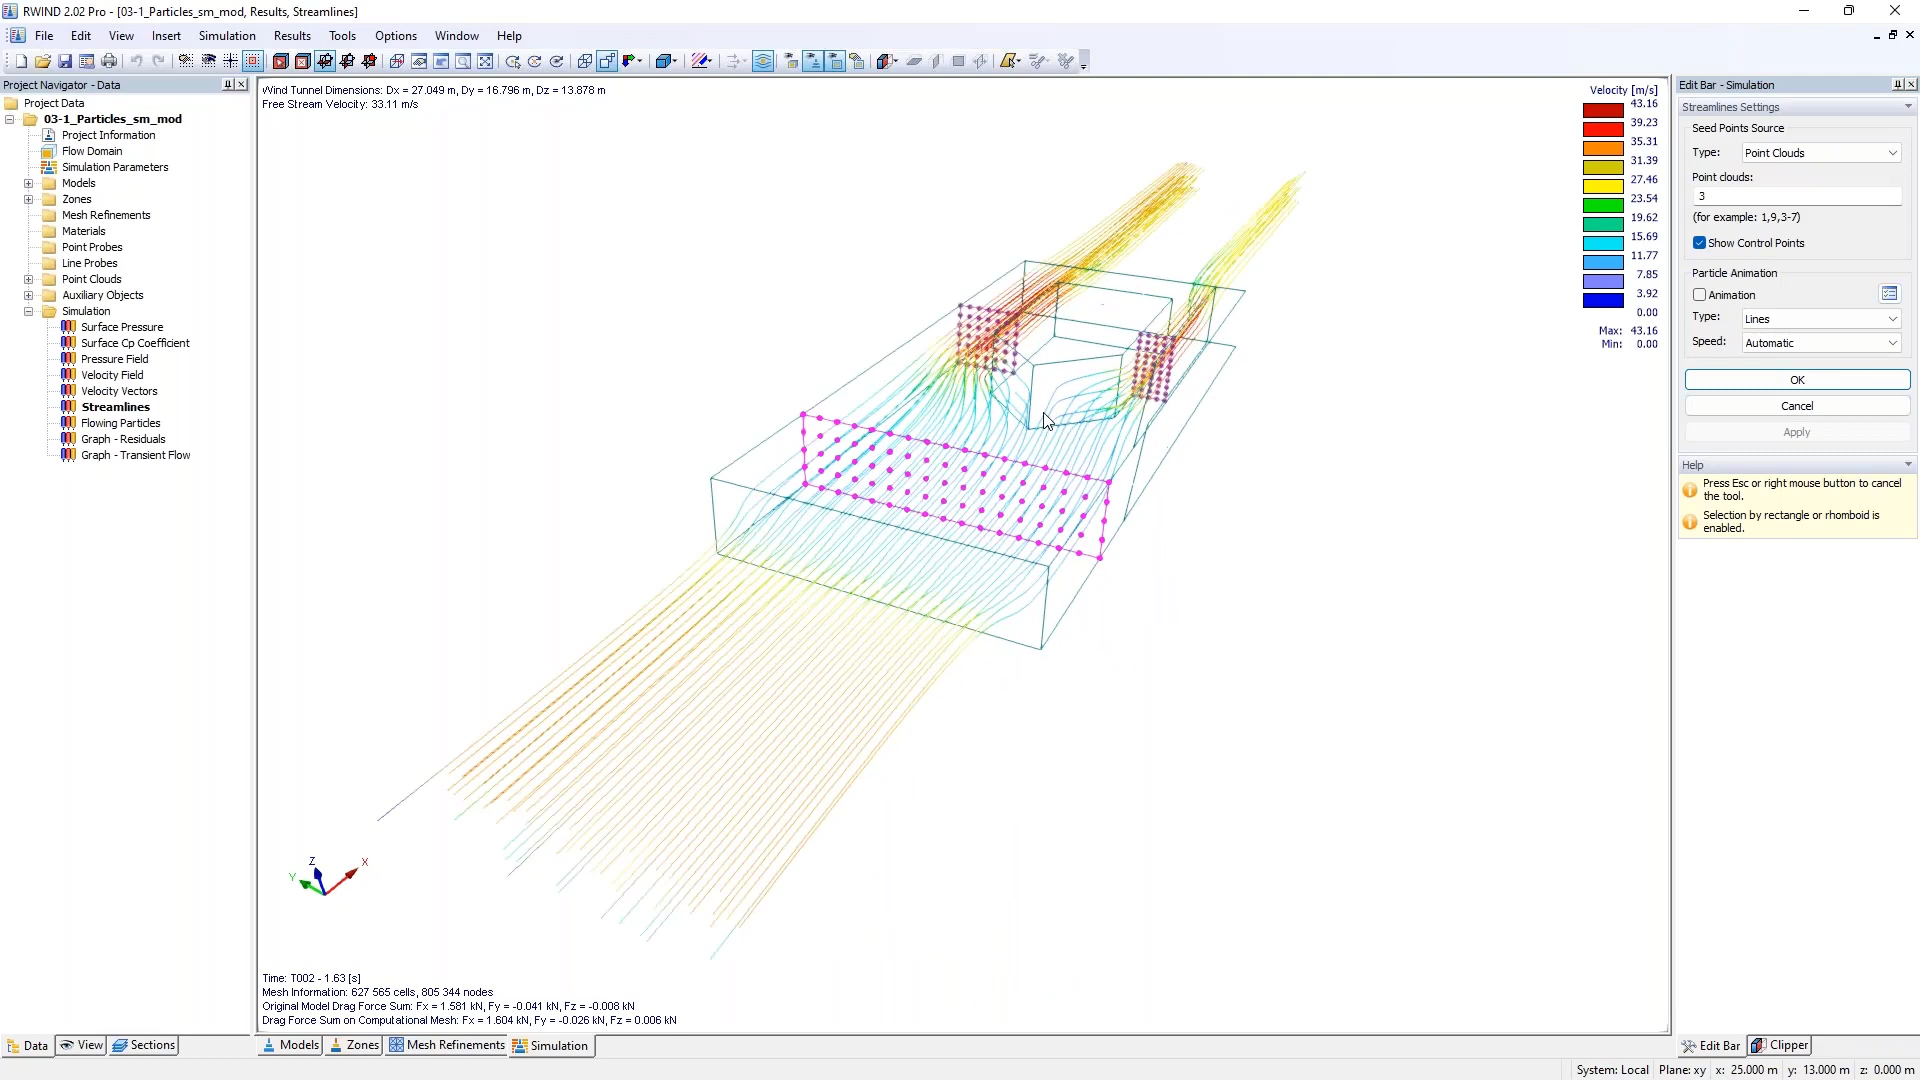 RWIND 2.02 Pro - [03-1_Particles_sm_mod, Results, Streamlines]
File Edit View Insert Simulation Results Tools Options Window Help
Project Navigator - Data
Project Data
03-1_Particles_sm_mod
Project Information
Flow Domain
Simulation Parameters
Models
Zones
Mesh Refinements
Materials
Point Probes
Line Probes
Point Clouds
Auxiliary Objects
Simulation
Surface Pressure
Surface Cp Coefficient
Pressure Field
Velocity Field
Velocity Vectors
Streamlines
Flowing Particles
Graph - Residuals
Graph - Transient Flow
Data View Sections
Wind Tunnel Dimensions: Dx = 27.049 m, Dy = 16.796 m, Dz = 13.878 m
Free Stream Velocity: 33.11 m/s
Velocity [m/s]
43.16
39.23
35.31
31.39
27.46
23.54
19.62
15.69
11.77
7.85
3.92
0.00
Max: 43.16
Min: 0.00
Z
X
Y
Time: T002 - 1.63 [s]
Mesh Information: 627 565 cells, 805 344 nodes
Original Model Drag Force Sum: Fx = 1.581 kN, Fy = -0.041 kN, Fz = -0.008 kN
Drag Force Sum on Computational Mesh: Fx = 1.604 kN, Fy = -0.026 kN, Fz = 0.006 kN
Models Zones Mesh Refinements Simulation
Edit Bar - Simulation
Streamlines Settings
Seed Points Source
Type: Point Clouds
Point clouds:
3
(for example: 1,9,3-7)
Show Control Points
Particle Animation
Animation
Type: Lines
Speed: Automatic
OK
Cancel
Apply
Help
Press Esc or right mouse button to cancel
the tool.
Selection by rectangle or rhomboid is
enabled.
Edit Bar Clipper
System: Local Plane: xy x: 25.000 m y: 13.000 m z: 0.000 m